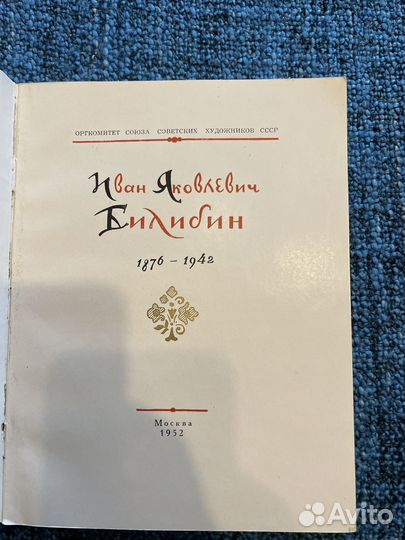 ОРГКОМИТЕТ СОЮЗА СОВЕТСКИХ ХУДОЖНИКОВ СССР
Иван Яковлевич
Билибин
1876 – 1942
Москва
1952
Avito